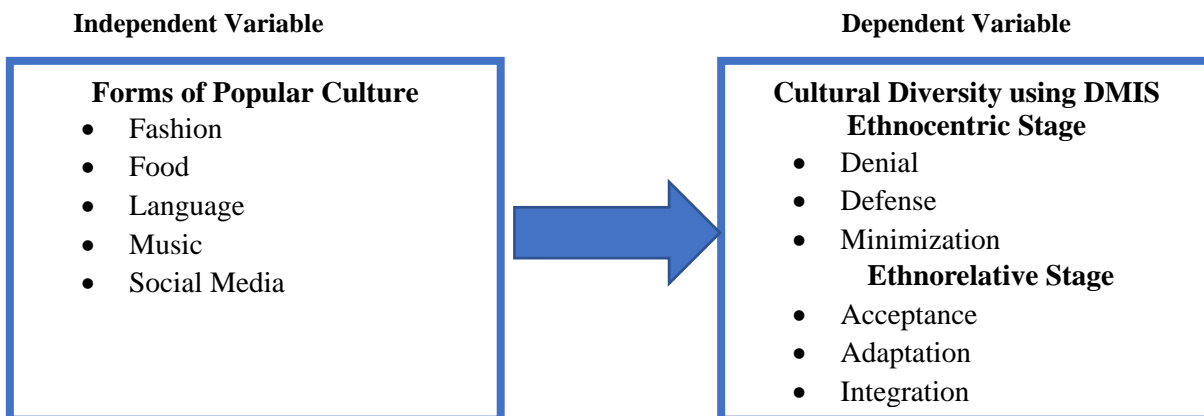 Independent Variable
Dependent Variable
Forms of Popular Culture
• Fashion
• Food
• Language
• Music
• Social Media
Cultural Diversity using DMIS
Ethnocentric Stage
• Denial
• Defense
• Minimization
Ethnorelative Stage
• Acceptance
• Adaptation
• Integration